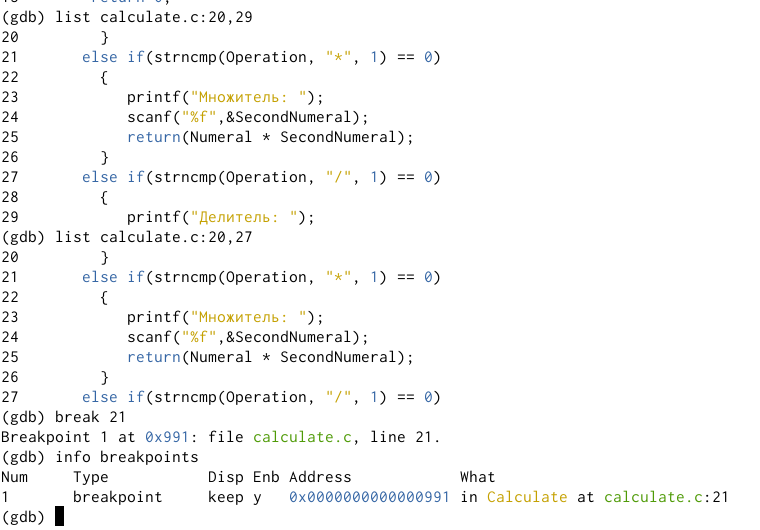 (gdb) list calculate.c:20,29
20         }
21       else if(strncmp(Operation, "*", 1) == 0)
22         {
23            printf("Множитель: ");
24            scanf("%f",&SecondNumeral);
25            return(Numeral * SecondNumeral);
26         }
27       else if(strncmp(Operation, "/", 1) == 0)
28         {
29            printf("Делитель: ");
(gdb) list calculate.c:20,27
20         }
21       else if(strncmp(Operation, "*", 1) == 0)
22         {
23            printf("Множитель: ");
24            scanf("%f",&SecondNumeral);
25            return(Numeral * SecondNumeral);
26         }
27       else if(strncmp(Operation, "/", 1) == 0)
(gdb) break 21
Breakpoint 1 at 0x991: file calculate.c, line 21.
(gdb) info breakpoints
Num     Type           Disp Enb Address            What
1       breakpoint     keep y   0x0000000000000991 in Calculate at calculate.c:21
(gdb)